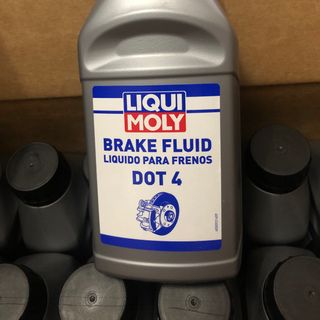 LIQUI
MOLY
BRAKE FLUID
LIQUIDO PARA FRENOS
DOT 4